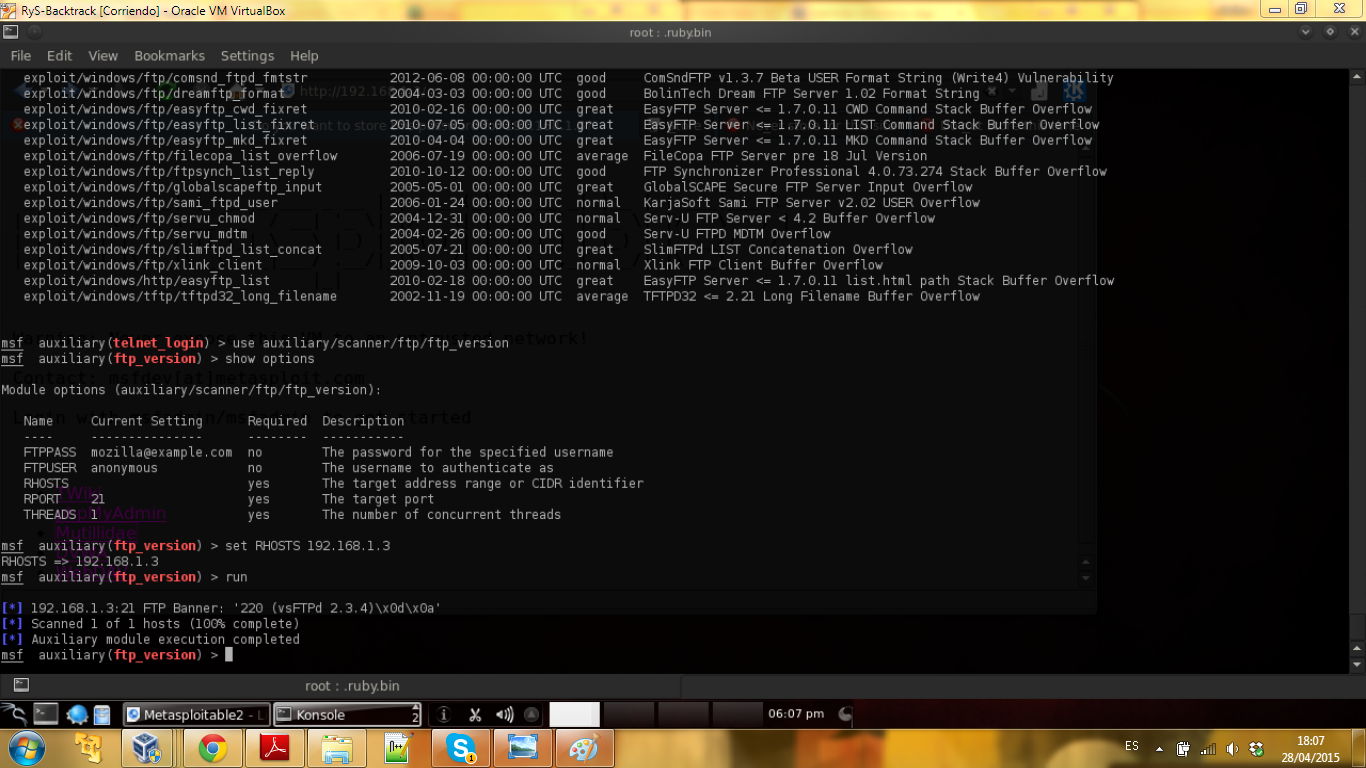 RyS-Backtrack [Corriendo] - Oracle VM VirtualBox
root : .ruby.bin
File Edit View Bookmarks Settings Help
exploit/windows/ftp/comsnd_ftpd_fmtstr 2012-06-08 00:00:00 UTC good ComSndFTP v1.3.7 Beta USER Format String (Write4) Vulnerability
exploit/windows/ftp/dreamftp_format 2004-03-03 00:00:00 UTC good BolinTech Dream FTP Server 1.02 Format String
exploit/windows/ftp/easyftp_cwd_fixret 2010-02-16 00:00:00 UTC great EasyFTP Server <= 1.7.0.11 CWD Command Stack Buffer Overflow
exploit/windows/ftp/easyftp_list_fixret 2010-07-05 00:00:00 UTC great EasyFTP Server <= 1.7.0.11 LIST Command Stack Buffer Overflow
exploit/windows/ftp/easyftp_mkd_fixret 2010-04-04 00:00:00 UTC great EasyFTP Server <= 1.7.0.11 MKD Command Stack Buffer Overflow
exploit/windows/ftp/filecopa_list_overflow 2006-07-19 00:00:00 UTC average FileCopa FTP Server pre 18 Jul Version
exploit/windows/ftp/ftpsynch_list_reply 2010-10-12 00:00:00 UTC good FTP Synchronizer Professional 4.0.73.274 Stack Buffer Overflow
exploit/windows/ftp/globalscapeftp_input 2005-05-01 00:00:00 UTC great GlobalSCAPE Secure FTP Server Input Overflow
exploit/windows/ftp/sami_ftpd_user 2006-01-24 00:00:00 UTC normal KarjaSoft Sami FTP Server v2.02 USER Overflow
exploit/windows/ftp/servu_chmod 2004-12-31 00:00:00 UTC normal Serv-U FTP Server < 4.2 Buffer Overflow
exploit/windows/ftp/servu_mdtm 2004-02-26 00:00:00 UTC good Serv-U FTPD MDTM Overflow
exploit/windows/ftp/slimftpd_list_concat 2005-07-21 00:00:00 UTC great SlimFTPd LIST Concatenation Overflow
exploit/windows/ftp/xlink_client 2009-10-03 00:00:00 UTC normal Xlink FTP Client Buffer Overflow
exploit/windows/http/easyftp_list 2010-02-18 00:00:00 UTC great EasyFTP Server <= 1.7.0.11 list.html path Stack Buffer Overflow
exploit/windows/tftp/tftpd32_long_filename 2002-11-19 00:00:00 UTC average TFTPD32 <= 2.21 Long Filename Buffer Overflow
Warning: Never expose this VM to an untrusted network!
msf auxiliary(telnet_login) > use auxiliary/scanner/ftp/ftp_version
msf auxiliary(ftp_version) > show options
Contact: msfdev[at]metasploit.com
Module options (auxiliary/scanner/ftp/ftp_version):
Login with msfadmin/msfadmin to get started
Name Current Setting Required Description
---- --------------- -------- -----------
FTPPASS mozilla@example.com no The password for the specified username
FTPUSER anonymous no The username to authenticate as
RHOSTS yes The target address range or CIDR identifier
RPORT 21 yes The target port
THREADS 1 yes The number of concurrent threads
Mutillidae
msf auxiliary(ftp_version) > set RHOSTS 192.168.1.3
RHOSTS => 192.168.1.3
msf auxiliary(ftp_version) > run
[*] 192.168.1.3:21 FTP Banner: '220 (vsFTPd 2.3.4)\x0d\x0a'
[*] Scanned 1 of 1 hosts (100% complete)
[*] Auxiliary module execution completed
msf auxiliary(ftp_version) >
root : .ruby.bin
Metasploitable2 - L
Konsole 2
06:07 pm
ES
18:07
28/04/2015